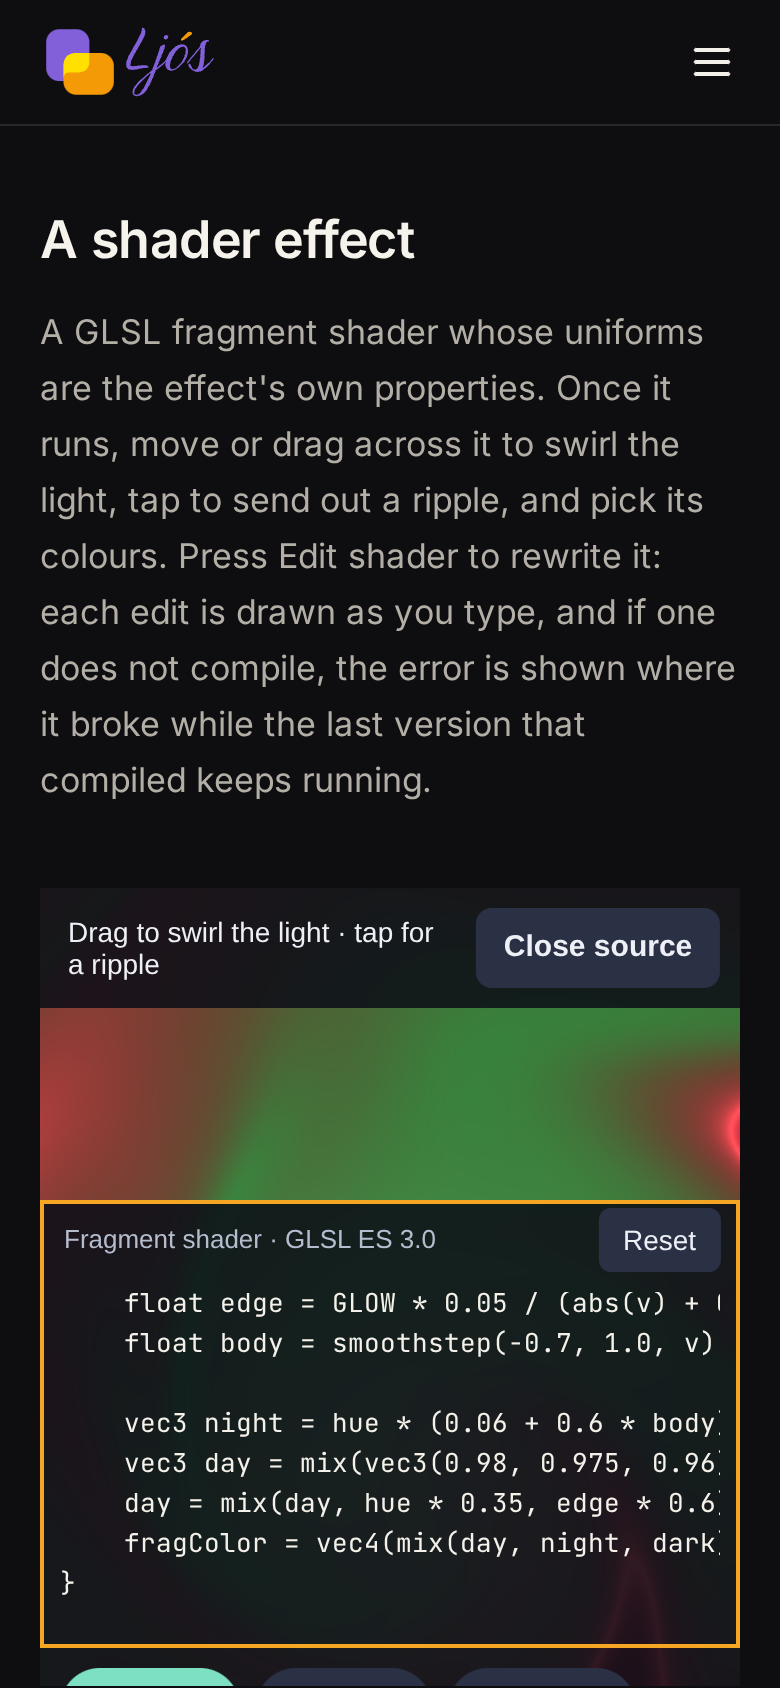 Ljós
A shader effect
A GLSL fragment shader whose uniforms
are the effect's own properties. Once it
runs, move or drag across it to swirl the
light, tap to send out a ripple, and pick its
colours. Press Edit shader to rewrite it:
each edit is drawn as you type, and if one
does not compile, the error is shown where
it broke while the last version that
compiled keeps running.
Drag to swirl the light · tap for
a ripple
Close source
Fragment shader · GLSL ES 3.0
Reset
float edge = GLOW * 0.05 / (abs(v) +
float body = smoothstep(-0.7, 1.0, v)
vec3 night = hue * (0.06 + 0.6 * body)
vec3 day = mix(vec3(0.98, 0.975, 0.96)
day = mix(day, hue * 0.35, edge * 0.6)
fragColor = vec4(mix(day, night, dark)
}